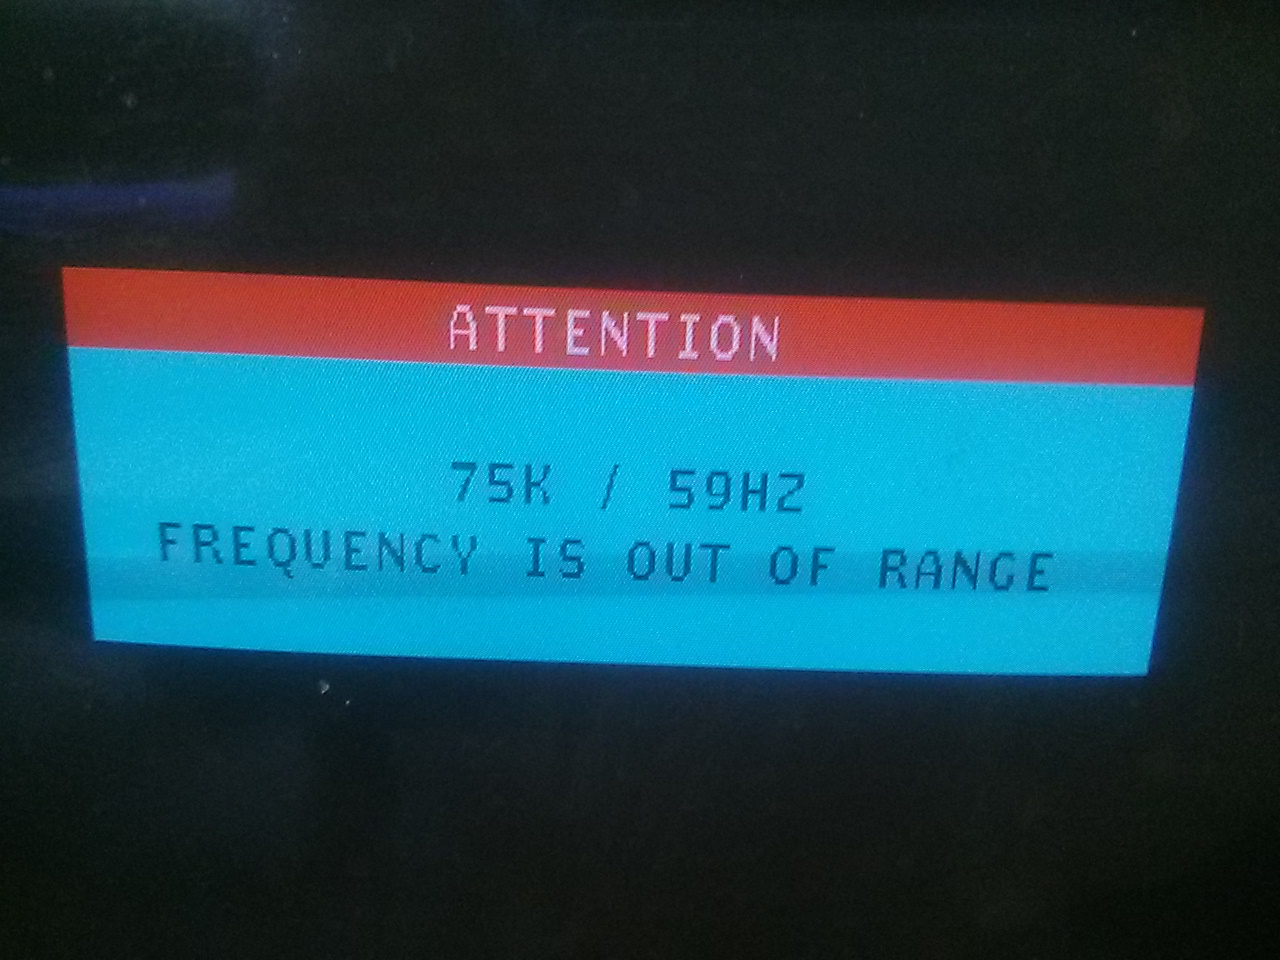 ATTENTION
75K / 59HZ
FREQUENCY IS OUT OF RANGE